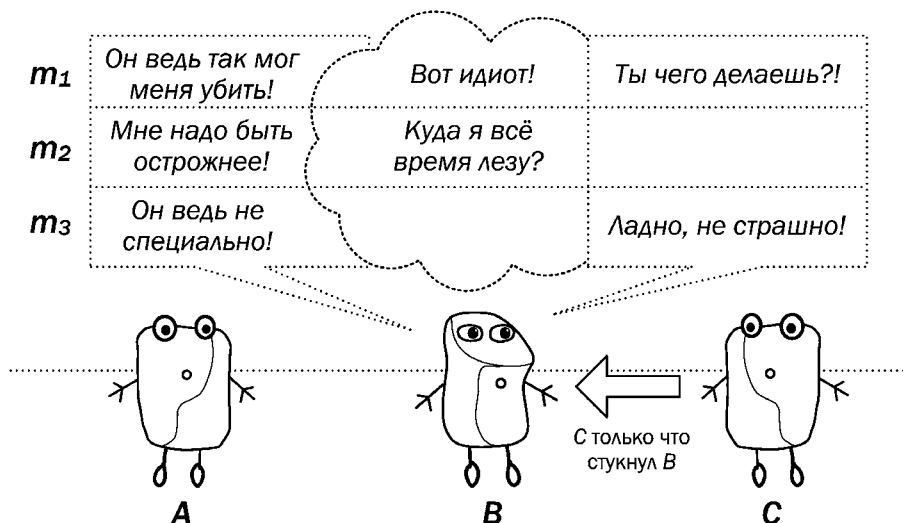 m1
Он ведь так мог
меня убить!
Вот идиот!
Ты чего делаешь?!
m2
Мне надо быть
острожнее!
Куда я всё
время лезу?
m3
Он ведь не
специально!
Ладно, не страшно!
С только что
стукнул В
A
B
C